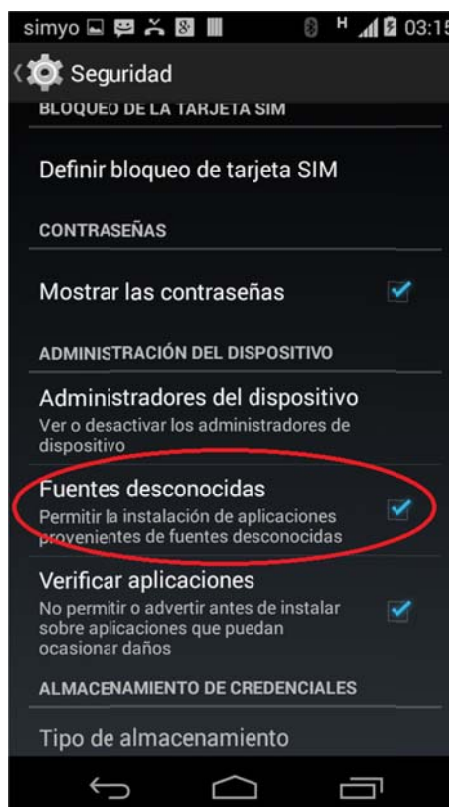 simyo H 03:15
Seguridad
BLOQUEO DE LA TARJETA SIM
Definir bloqueo de tarjeta SIM
CONTRASEÑAS
Mostrar las contraseñas
ADMINISTRACIÓN DEL DISPOSITIVO
Administradores del dispositivo
Ver o desactivar los administradores de
dispositivo
Fuentes desconocidas
Permitir la instalación de aplicaciones
provenientes de fuentes desconocidas
Verificar aplicaciones
No permitir o advertir antes de instalar
sobre aplicaciones que puedan
ocasionar daños
ALMACENAMIENTO DE CREDENCIALES
Tipo de almacenamiento